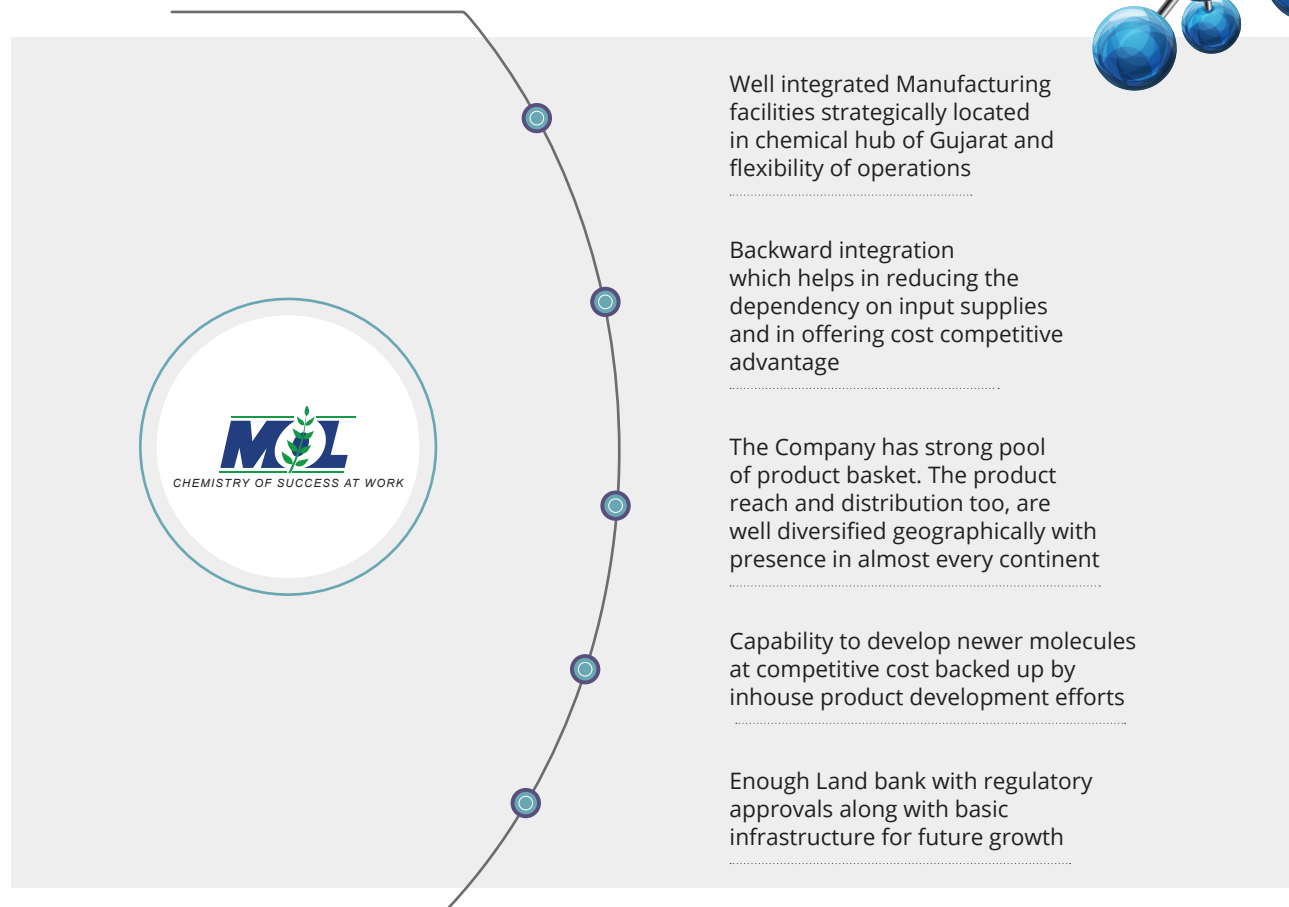 Well integrated Manufacturing
facilities strategically located
in chemical hub of Gujarat and
flexibility of operations
Backward integration
which helps in reducing the
dependency on input supplies
and in offering cost competitive
advantage
MOL
CHEMISTRY OF SUCCESS AT WORK
The Company has strong pool
of product basket. The product
reach and distribution too, are
well diversified geographically with
presence in almost every continent
Capability to develop newer molecules
at competitive cost backed up by
inhouse product development efforts
Enough Land bank with regulatory
approvals along with basic
infrastructure for future growth